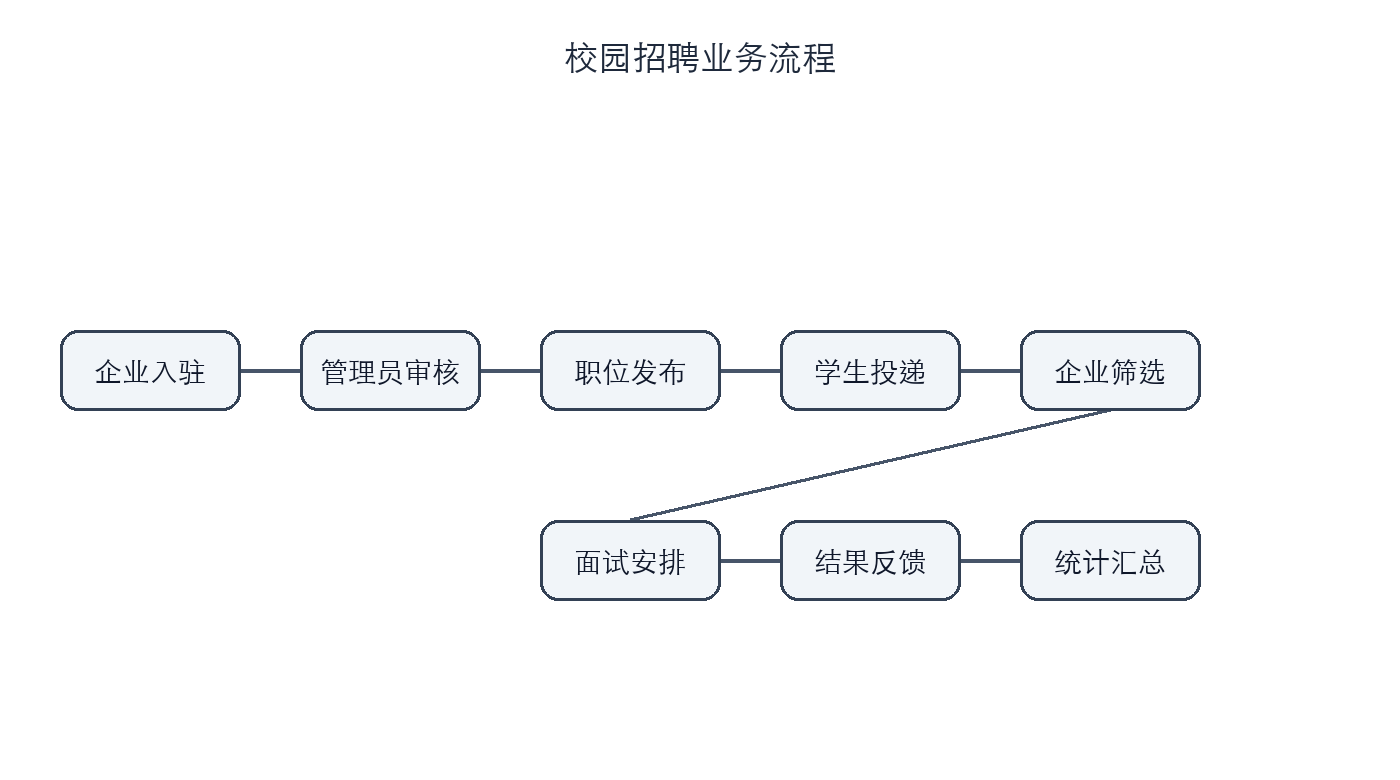 校园招聘业务流程
企业入驻
管理员审核
职位发布
学生投递
企业筛选
面试安排
结果反馈
统计汇总